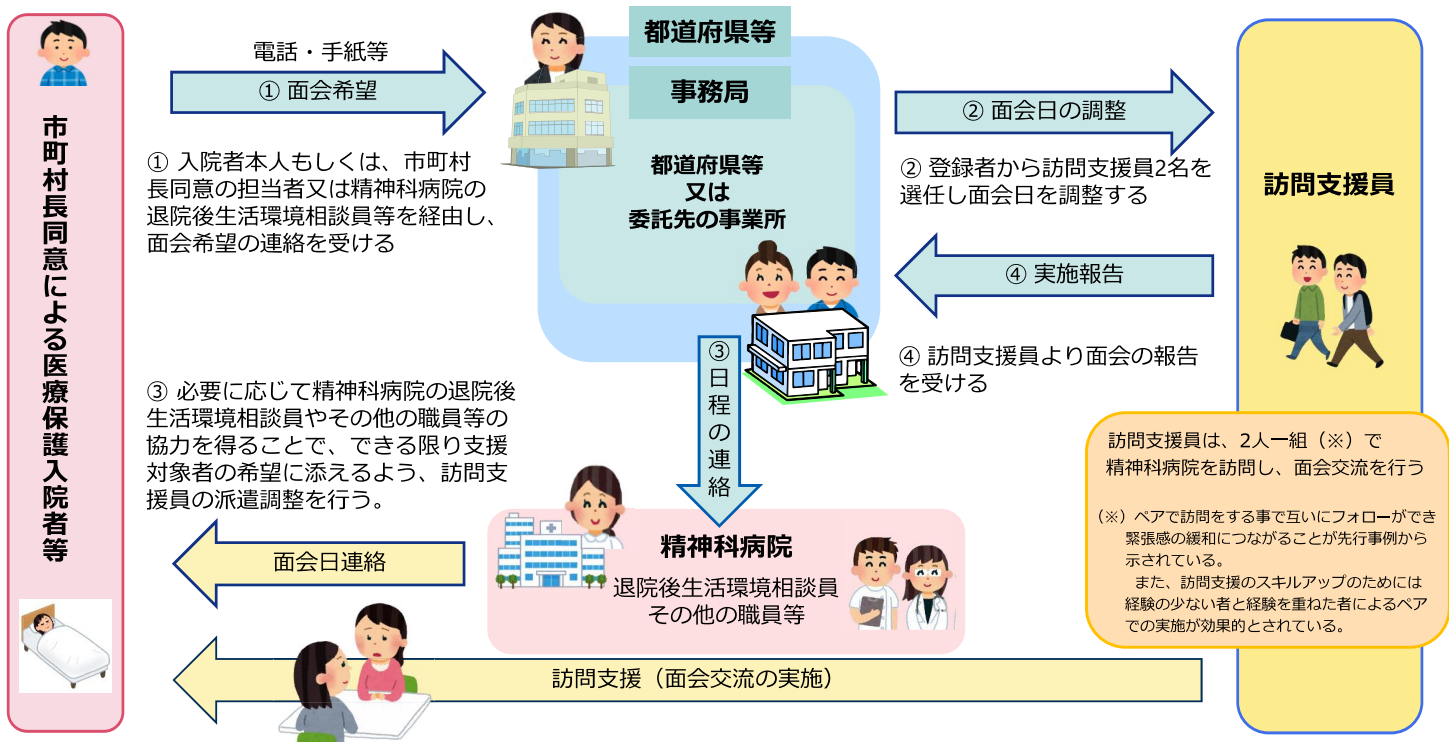 市町村長同意による医療保護入院者等
電話・手紙等
① 面会希望
① 入院者本人もしくは、市町村
長同意の担当者又は精神科病院の
退院後生活環境相談員等を経由し、
面会希望の連絡を受ける
都道府県等
事務局
都道府県等
又は
委託先の事業所
② 面会日の調整
② 登録者から訪問支援員2名を
選任し面会日を調整する
④ 実施報告
④ 訪問支援員より面会の報告
を受ける
訪問支援員
③日程の連絡
③ 必要に応じて精神科病院の退院後
生活環境相談員やその他の職員等の
協力を得ることで、できる限り支援
対象者の希望に添えるよう、訪問支
援員の派遣調整を行う。
訪問支援員は、2人一組（※）で
精神科病院を訪問し、面会交流を行う
（※）ペアで訪問をする事で互いにフォローができ
緊張感の緩和につながることが先行事例から
示されている。
また、訪問支援のスキルアップのためには
経験の少ない者と経験を重ねた者によるペア
での実施が効果的とされている。
面会日連絡
精神科病院
退院後生活環境相談員
その他の職員等
訪問支援（面会交流の実施）